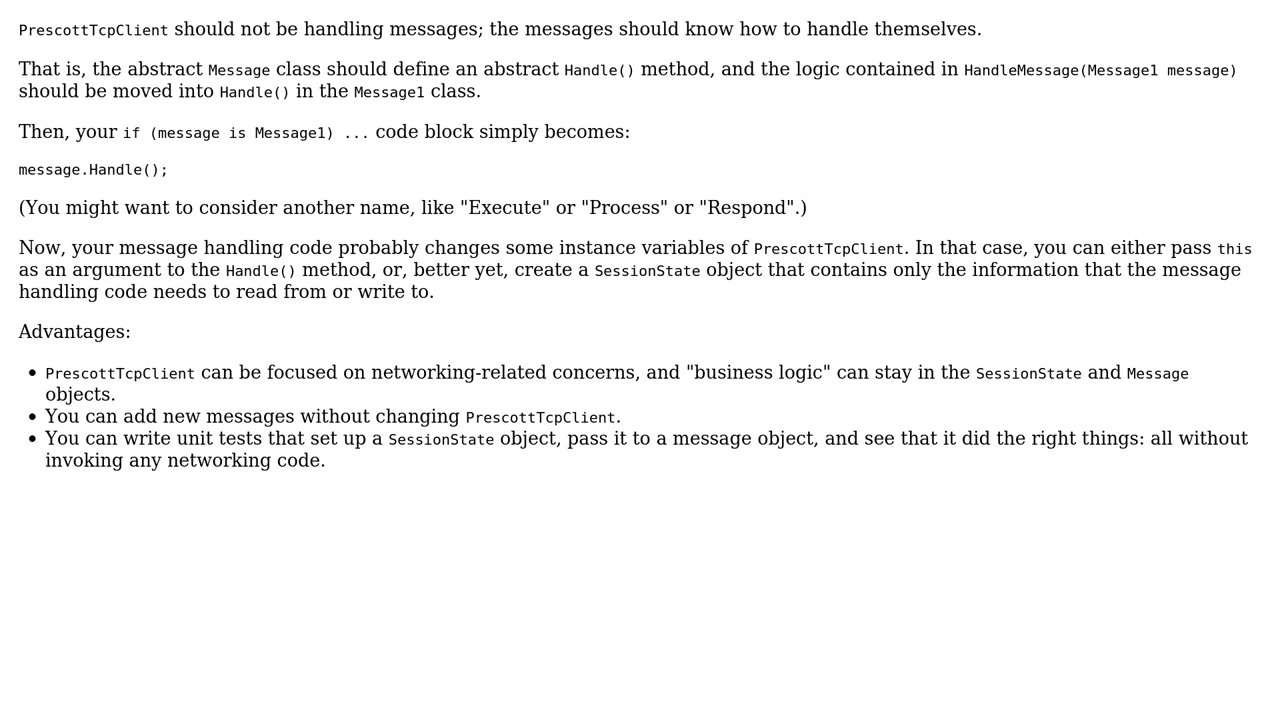 PrescottTcpClient should not be handling messages; the messages should know how to handle themselves.
That is, the abstract Message class should define an abstract Handle() method, and the logic contained in HandleMessage(Message1 message)
should be moved into Handle() in the Message1 class.
Then, your if (message is Message1) ... code block simply becomes:
message.Handle();
(You might want to consider another name, like "Execute" or "Process" or "Respond".)
Now, your message handling code probably changes some instance variables of PrescottTcpClient. In that case, you can either pass this
as an argument to the Handle() method, or, better yet, create a SessionState object that contains only the information that the message
handling code needs to read from or write to.
Advantages:
• PrescottTcpClient can be focused on networking-related concerns, and "business logic" can stay in the SessionState and Message
objects.
• You can add new messages without changing PrescottTcpClient.
• You can write unit tests that set up a SessionState object, pass it to a message object, and see that it did the right things: all without
invoking any networking code.